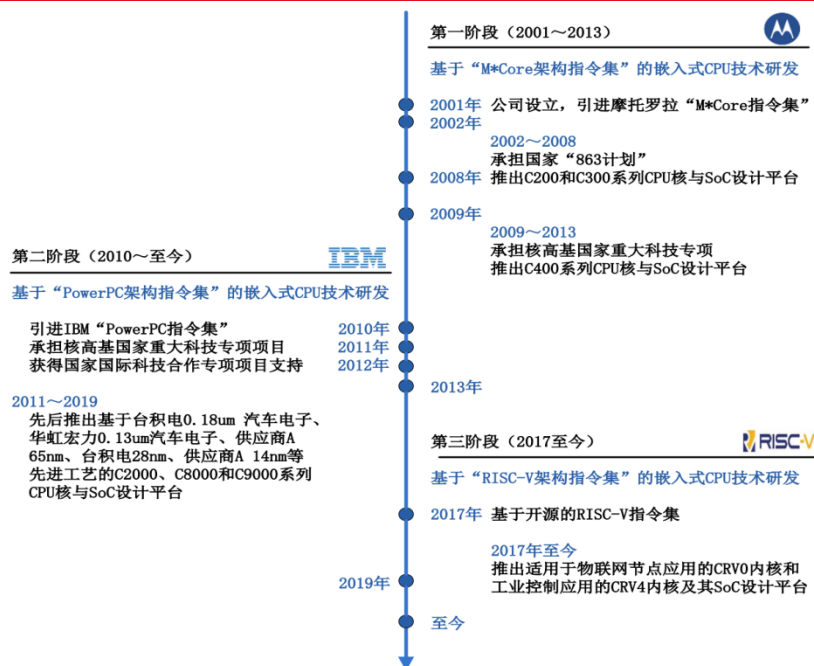 第一阶段（2001～2013）
基于“M*Core架构指令集”的嵌入式CPU技术研发
2001年 公司设立，引进摩托罗拉“M*Core指令集”
2002年
2002～2008
承担国家“863计划”
2008年 推出C200和C300系列CPU核与SoC设计平台
2009年
2009～2013
承担核高基国家重大科技专项
推出C400系列CPU核与SoC设计平台
第二阶段（2010～至今） IBM
基于“PowerPC架构指令集”的嵌入式CPU技术研发
引进IBM“PowerPC指令集” 2010年
承担核高基国家重大科技专项项目 2011年
获得国家国际科技合作专项项目支持 2012年
2013年
2011～2019
先后推出基于台积电0.18um 汽车电子、
华虹宏力0.13um汽车电子、供应商A
65nm、台积电28nm、供应商A 14nm等
先进工艺的C2000、C8000和C9000系列
CPU核与SoC设计平台
第三阶段（2017至今） RISC-V
基于“RISC-V架构指令集”的嵌入式CPU技术研发
2017年 基于开源的RISC-V指令集
2017年至今
推出适用于物联网节点应用的CRV0内核和
工业控制应用的CRV4内核及其SoC设计平台
2019年
至今